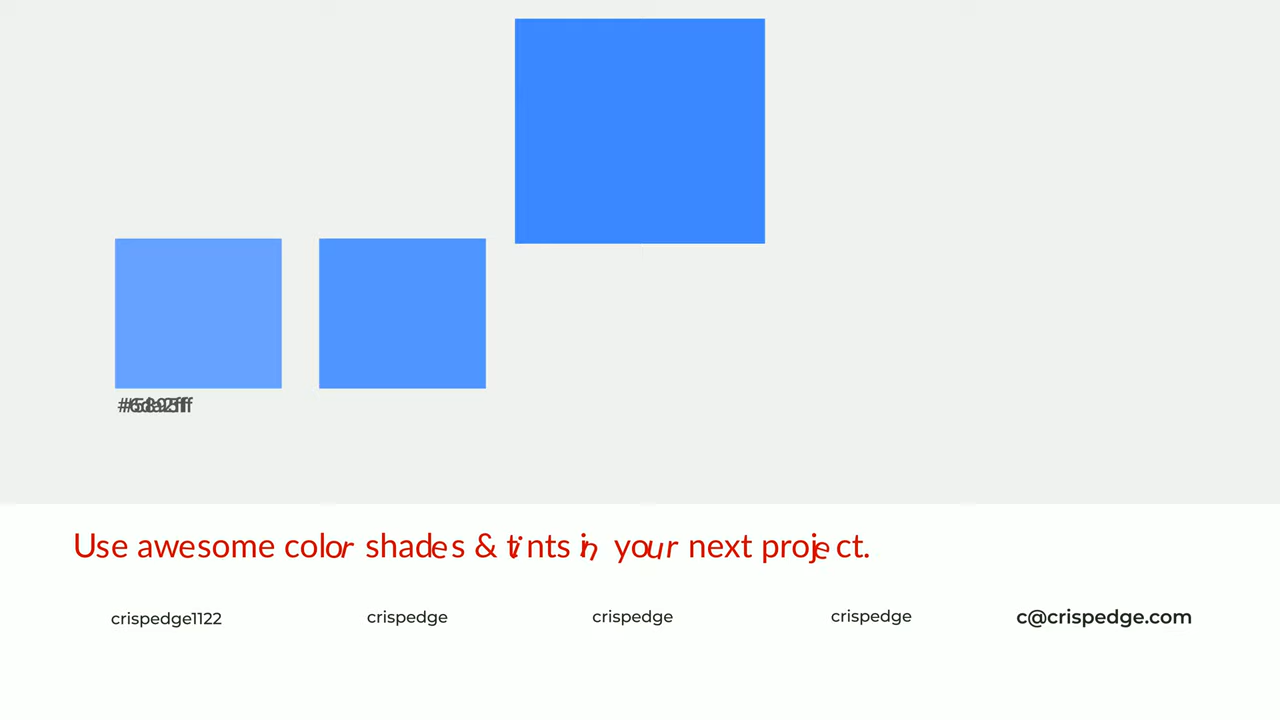 Use awesome color shades & tints in your next project.
crispedge1122 crispedge crispedge crispedge c@crispedge.com